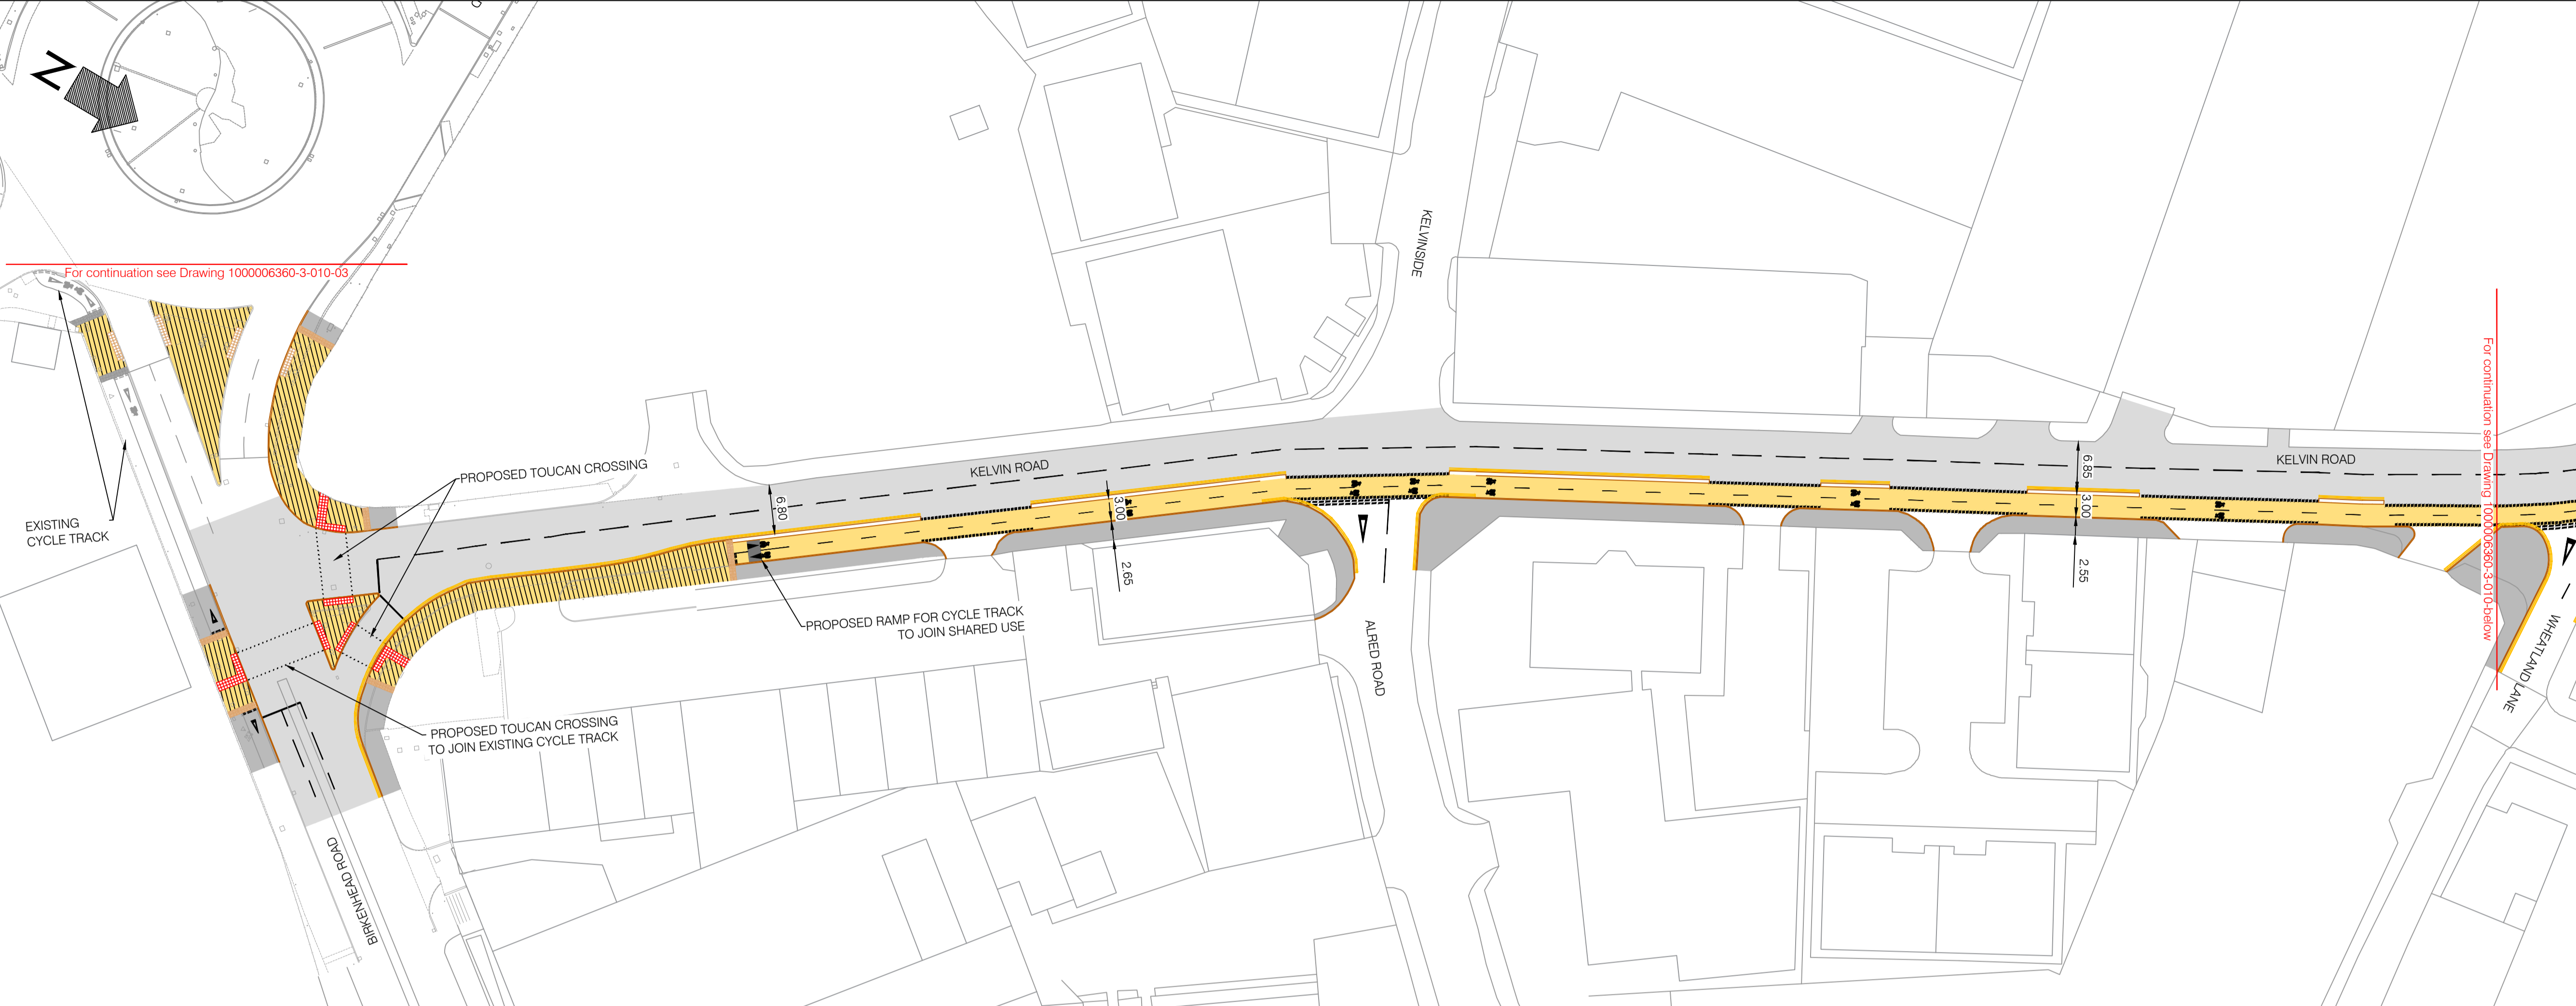 N
For continuation see Drawing 1000006360-3-010-03
KELVINSIDE
PROPOSED TOUCAN CROSSING
KELVIN ROAD
KELVIN ROAD
6.80
3.00
2.65
6.85
3.00
2.55
EXISTING
CYCLE TRACK
PROPOSED RAMP FOR CYCLE TRACK
TO JOIN SHARED USE
ALRED ROAD
PROPOSED TOUCAN CROSSING
TO JOIN EXISTING CYCLE TRACK
BIRKENHEAD ROAD
For continuation see Drawing 1000006360-3-010-below
WHEATLAND LANE